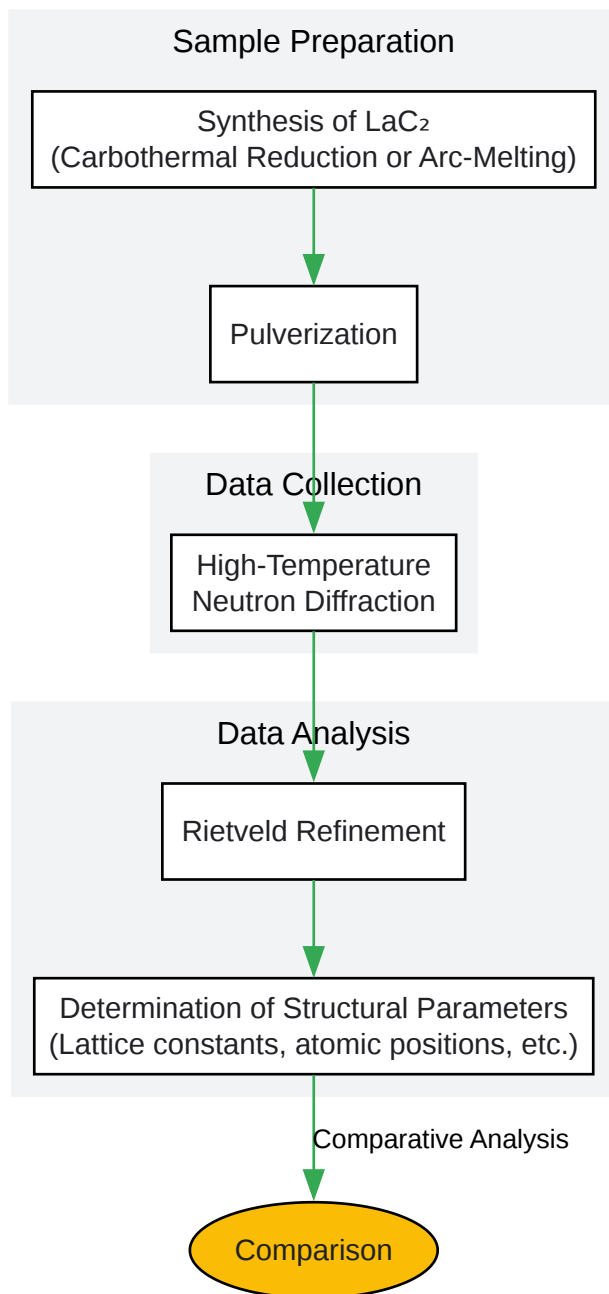 Sample Preparation
Synthesis of LaC₂
(Carbothermal Reduction or Arc-Melting)
Pulverization
Data Collection
High-Temperature
Neutron Diffraction
Data Analysis
Rietveld Refinement
Determination of Structural Parameters
(Lattice constants, atomic positions, etc.)
Comparative Analysis
Comparison